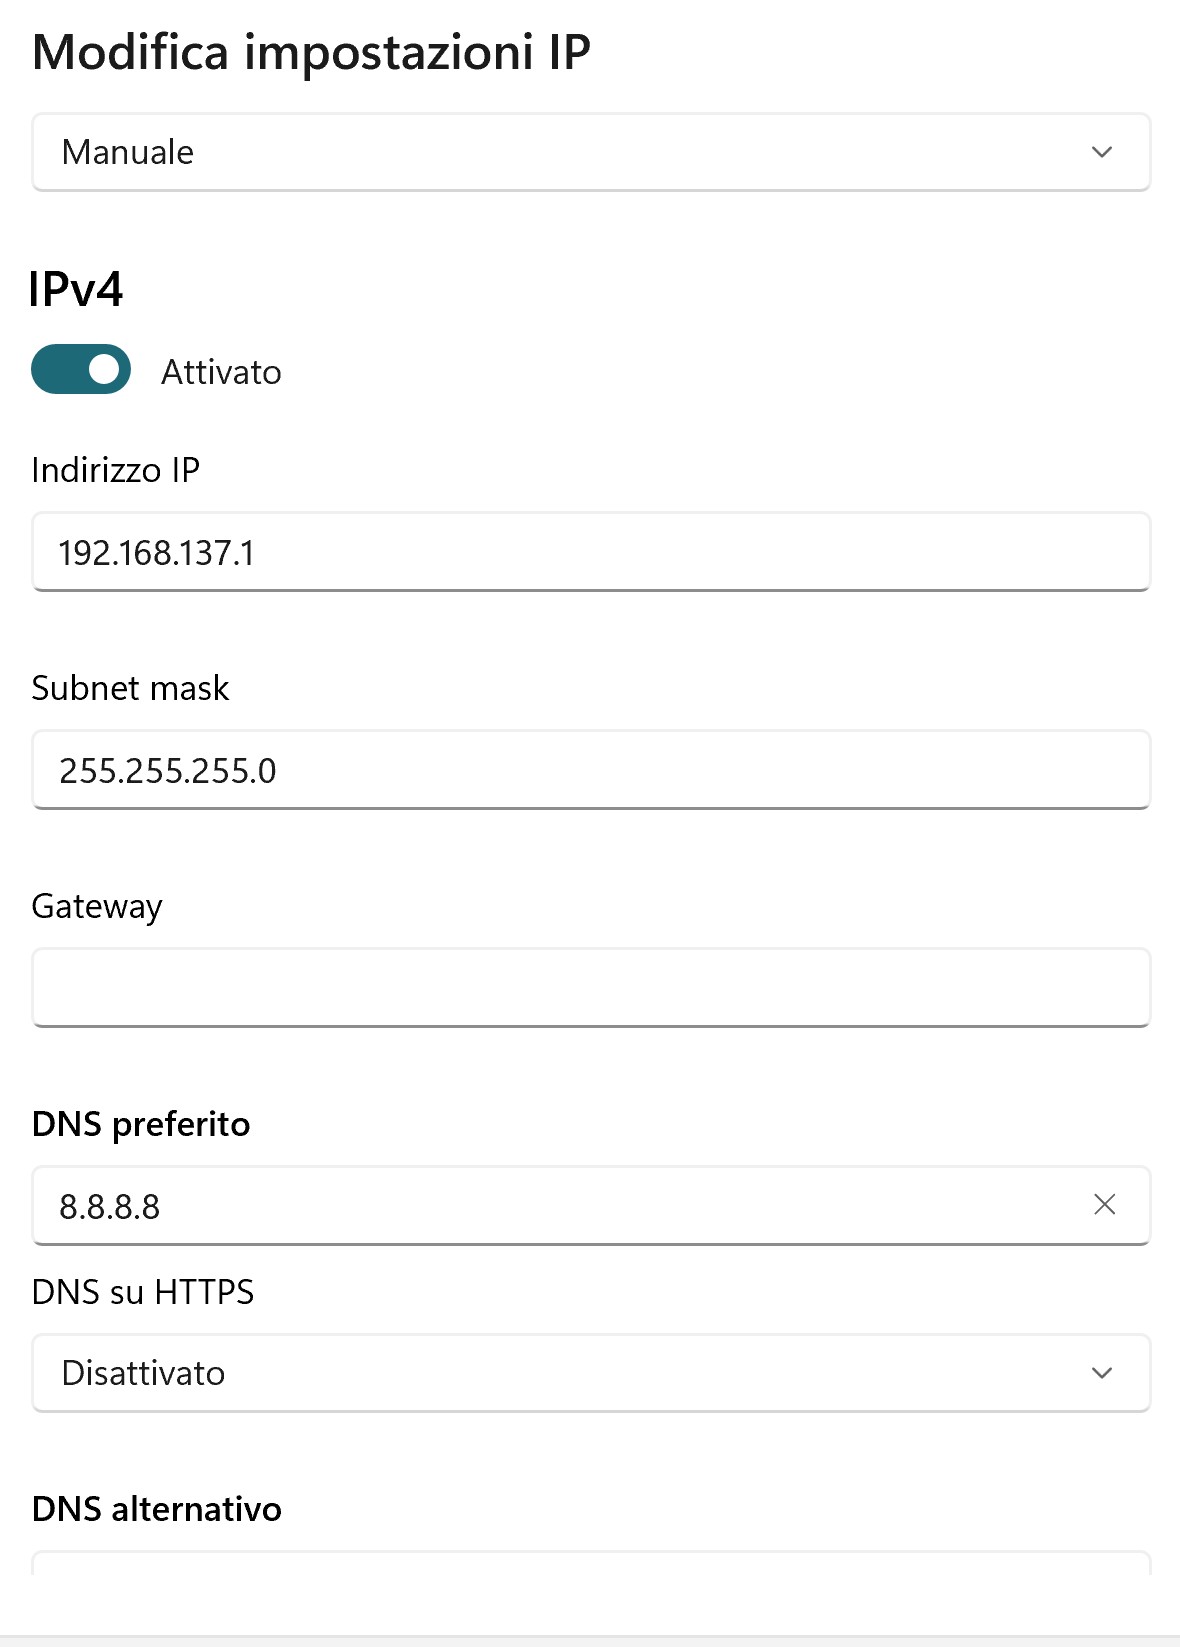 Modifica impostazioni IP
Manuale
IPv4
Attivato
Indirizzo IP
192.168.137.1
Subnet mask
255.255.255.0
Gateway
DNS preferito
8.8.8.8
DNS su HTTPS
Disattivato
DNS alternativo